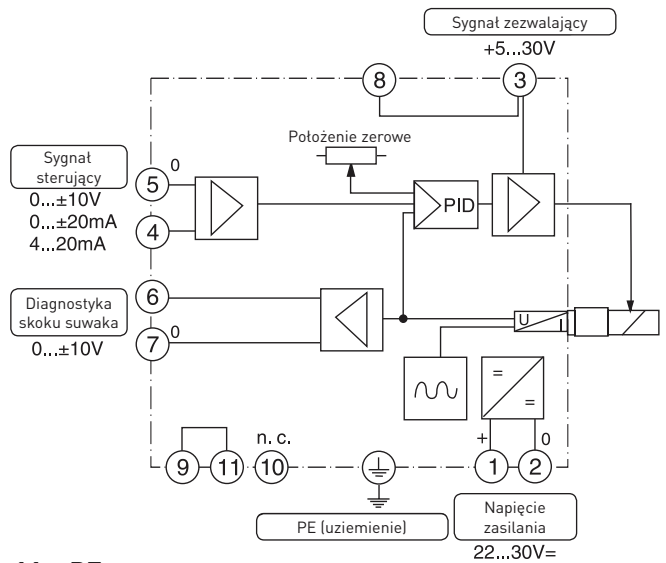 Sygnał zezwalający
+5...30V
8
3
Położenie zerowe
Sygnał
sterujący
0...±10V
0...±20mA
4...20mA
5
0
4
PID
Diagnostyka
skoku suwaka
0...±10V
6
7
0
U
L
=
=
n. c.
+
0
9
11
10
1
2
PE (uziemienie)
Napięcie
zasilania
22...30V=